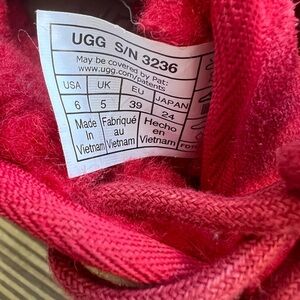 UGG S/N 3236
May be covered by Pat:
www.ugg.com/patents
USA UK EU JAPAN
6 5 39 24
Made Fabriqué Hecho
In au en
Vietnam Vietnam Vietnam